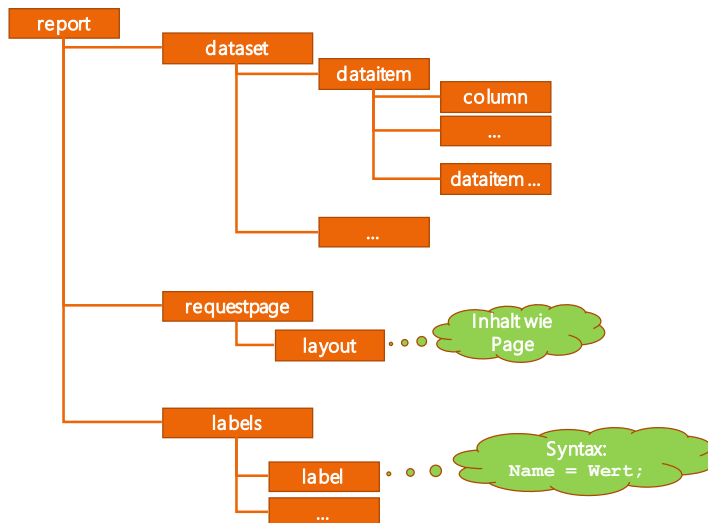 report
dataset
dataitem
column
...
dataitem ...
...
requestpage
layout
Inhalt wie
Page
labels
label
Syntax:
Name = Wert;
...